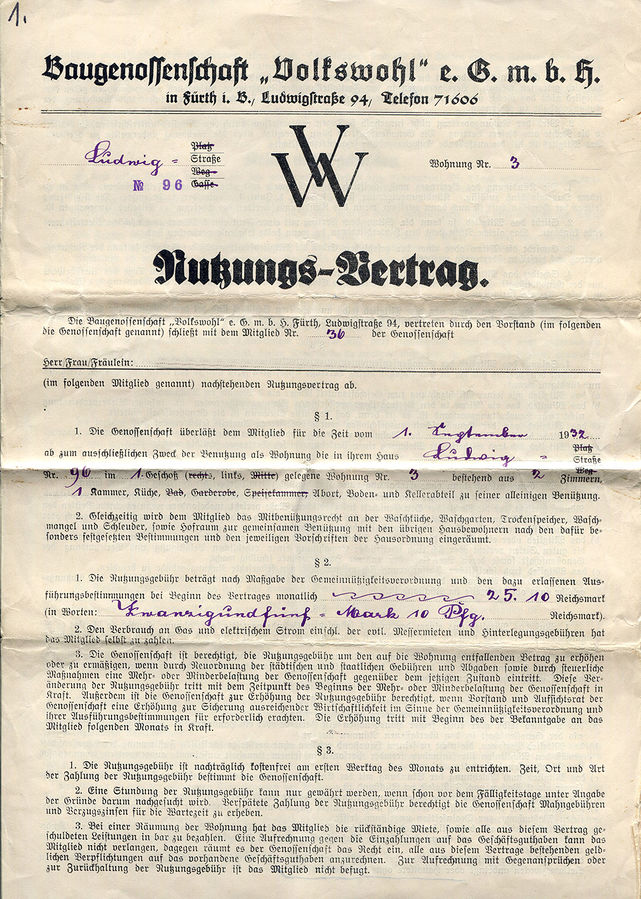 1.
Baugenossenschaft „Volkswohl“ e. G. m. b. H.
in Fürth i. B., Ludwigstraße 94, Telefon 71606
Ludwig = Platz
Straße
Weg
Gasse
№ 96
VW
Wohnung Nr. 3
Nutzungs-Vertrag.
Die Baugenossenschaft „Volkswohl“ e. G. m. b. H. Fürth, Ludwigstraße 94, vertreten durch den Vorstand (im folgenden
die Genossenschaft genannt) schließt mit dem Mitglied Nr. 36 der Genossenschaft
Herr/Frau/Fräulein:
(im folgenden Mitglied genannt) nachstehenden Nutzungsvertrag ab.
§ 1.
1. Die Genossenschaft überläßt dem Mitglied für die Zeit vom 1. September 1932
ab zum ausschließlichen Zweck der Benutzung als Wohnung die in ihrem Haus Ludwig = Platz
Straße
Weg
Nr. 96 im 1. Geschoß (rechts, links, Mitte) gelegene Wohnung Nr. 3 bestehend aus 2 Zimmern,
1 Kammer, Küche, Bad, Garderobe, Speisekammer, Abort, Boden- und Kellerabteil zu seiner alleinigen Benützung.
2. Gleichzeitig wird dem Mitglied das Mitbenützungsrecht an der Waschküche, Waschgarten, Trockenspeicher, Wasch-
mangel und Schleuder, sowie Hofraum zur gemeinsamen Benützung mit den übrigen Hausbewohnern nach den dafür be-
sonders festgesetzten Bestimmungen und den jeweiligen Vorschriften der Hausordnung eingeräumt.
§ 2.
1. Die Nutzungsgebühr beträgt nach Maßgabe der Gemeinnützigkeitsverordnung und den dazu erlassenen Aus-
führungsbestimmungen bei Beginn des Vertrages monatlich 25.10 Reichsmark
(in Worten: Zwanzigundfünf = Mark 10 Pfg. Reichsmark).
2. Den Verbrauch an Gas und elektrischem Strom einschl. der evtl. Messermieten und Hinterlegungsgebühren hat
das Mitglied selbst zu zahlen.
3. Die Genossenschaft ist berechtigt, die Nutzungsgebühr um den auf die Wohnung entfallenden Betrag zu erhöhen
oder zu ermäßigen, wenn durch Neuordnung der städtischen und staatlichen Gebühren und Abgaben sowie durch steuerliche
Maßnahmen eine Mehr- oder Minderbelastung der Genossenschaft gegenüber dem jetzigen Zustand eintritt. Diese Ver-
änderung der Nutzungsgebühr tritt mit dem Zeitpunkt des Beginns der Mehr- oder Minderbelastung der Genossenschaft in
Kraft. Außerdem ist die Genossenschaft zur Erhöhung der Nutzungsgebühr berechtigt, wenn Vorstand und Aufsichtsrat der
Genossenschaft eine Erhöhung zur Sicherung ausreichender Wirtschaftlichkeit im Sinne der Gemeinnützigkeitsverordnung und
ihrer Ausführungsbestimmungen für erforderlich erachten. Die Erhöhung tritt mit Beginn des der Bekanntgabe an das
Mitglied folgenden Monats in Kraft.
§ 3.
1. Die Nutzungsgebühr ist nachträglich kostenfrei am ersten Werktag des Monats zu entrichten. Zeit, Ort und Art
der Zahlung der Nutzungsgebühr bestimmt die Genossenschaft.
2. Eine Stundung der Nutzungsgebühr kann nur gewährt werden, wenn schon vor dem Fälligkeitstage unter Angabe
der Gründe darum nachgesucht wird. Verspätete Zahlung der Nutzungsgebühr berechtigt die Genossenschaft Mahngebühren
und Verzugszinsen für die Wartezeit zu erheben.
3. Bei einer Räumung der Wohnung hat das Mitglied die rückständige Miete, sowie alle aus diesem Vertrag ge-
schuldeten Leistungen in bar zu bezahlen. Eine Aufrechnung gegen die Einzahlungen auf das Geschäftsguthaben kann das
Mitglied nicht verlangen, dagegen räumt es der Genossenschaft das Recht ein, alle aus diesem Vertrage bestehenden geld-
lichen Verpflichtungen auf das vorhandene Geschäftsguthaben anzurechnen. Zur Aufrechnung mit Gegenansprüchen oder
zur Zurückhaltung der Nutzungsgebühr ist das Mitglied nicht befugt.